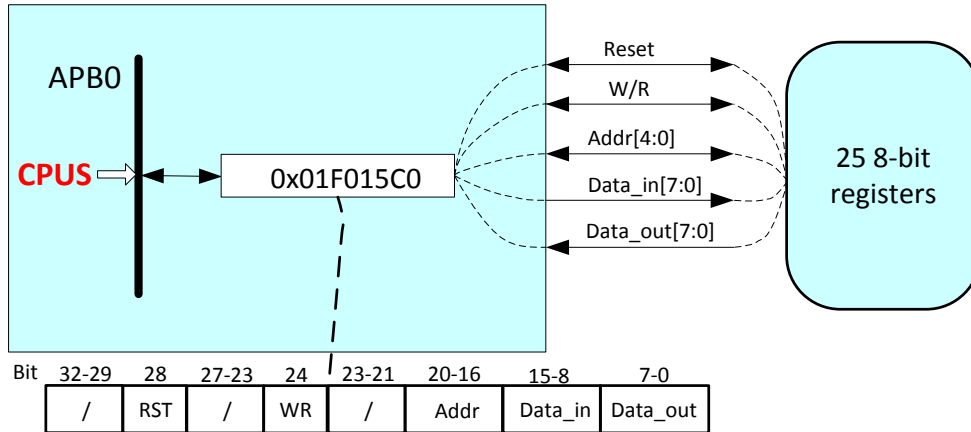 APB0
CPUS
0x01F015C0
Reset
W/R
Addr[4:0]
Data_in[7:0]
Data_out[7:0]
25 8-bit
registers
Bit 32-29 28 27-23 24 23-21 20-16 15-8 7-0
/ RST / WR / Addr Data_in Data_out